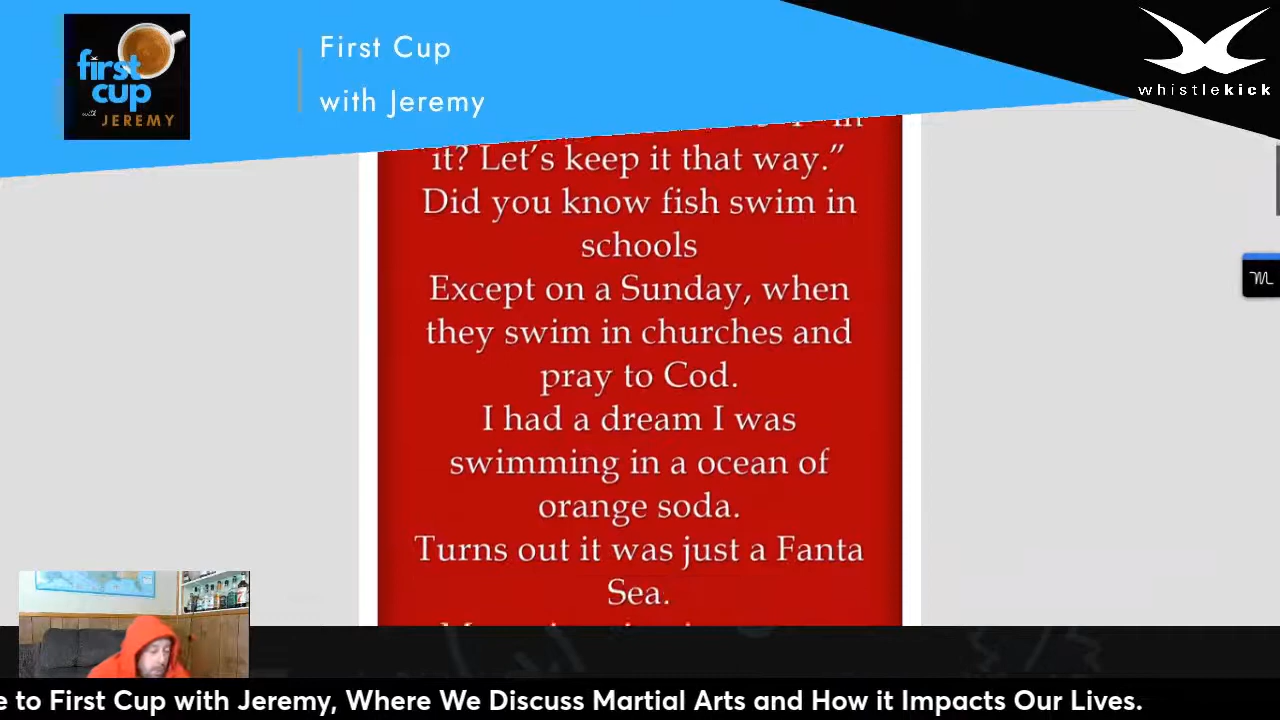 first
cup
with JEREMY
First Cup
with Jeremy
whistlekick
in
it? Let’s keep it that way.”
Did you know fish swim in
schools
Except on a Sunday, when
they swim in churches and
pray to Cod.
I had a dream I was
swimming in a ocean of
orange soda.
Turns out it was just a Fanta
Sea.
e to First Cup with Jeremy, Where We Discuss Martial Arts and How it Impacts Our Lives.